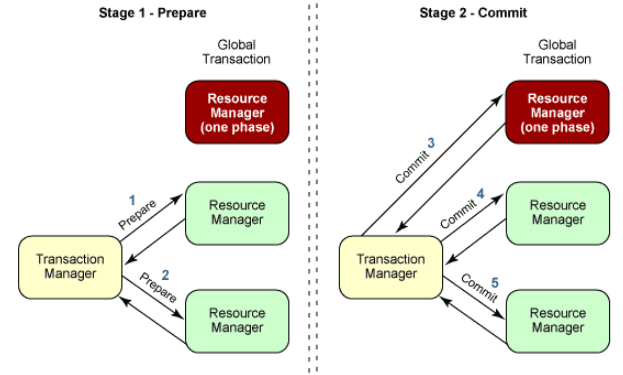 Stage 1 - Prepare
Global
Transaction
Resource
Manager
(one phase)
1
Prepare
Resource
Manager
Transaction
Manager
2
Prepare
Resource
Manager
Stage 2 - Commit
Global
Transaction
Resource
Manager
(one phase)
3
Commit
4
Commit
Resource
Manager
Transaction
Manager
5
Commit
Resource
Manager